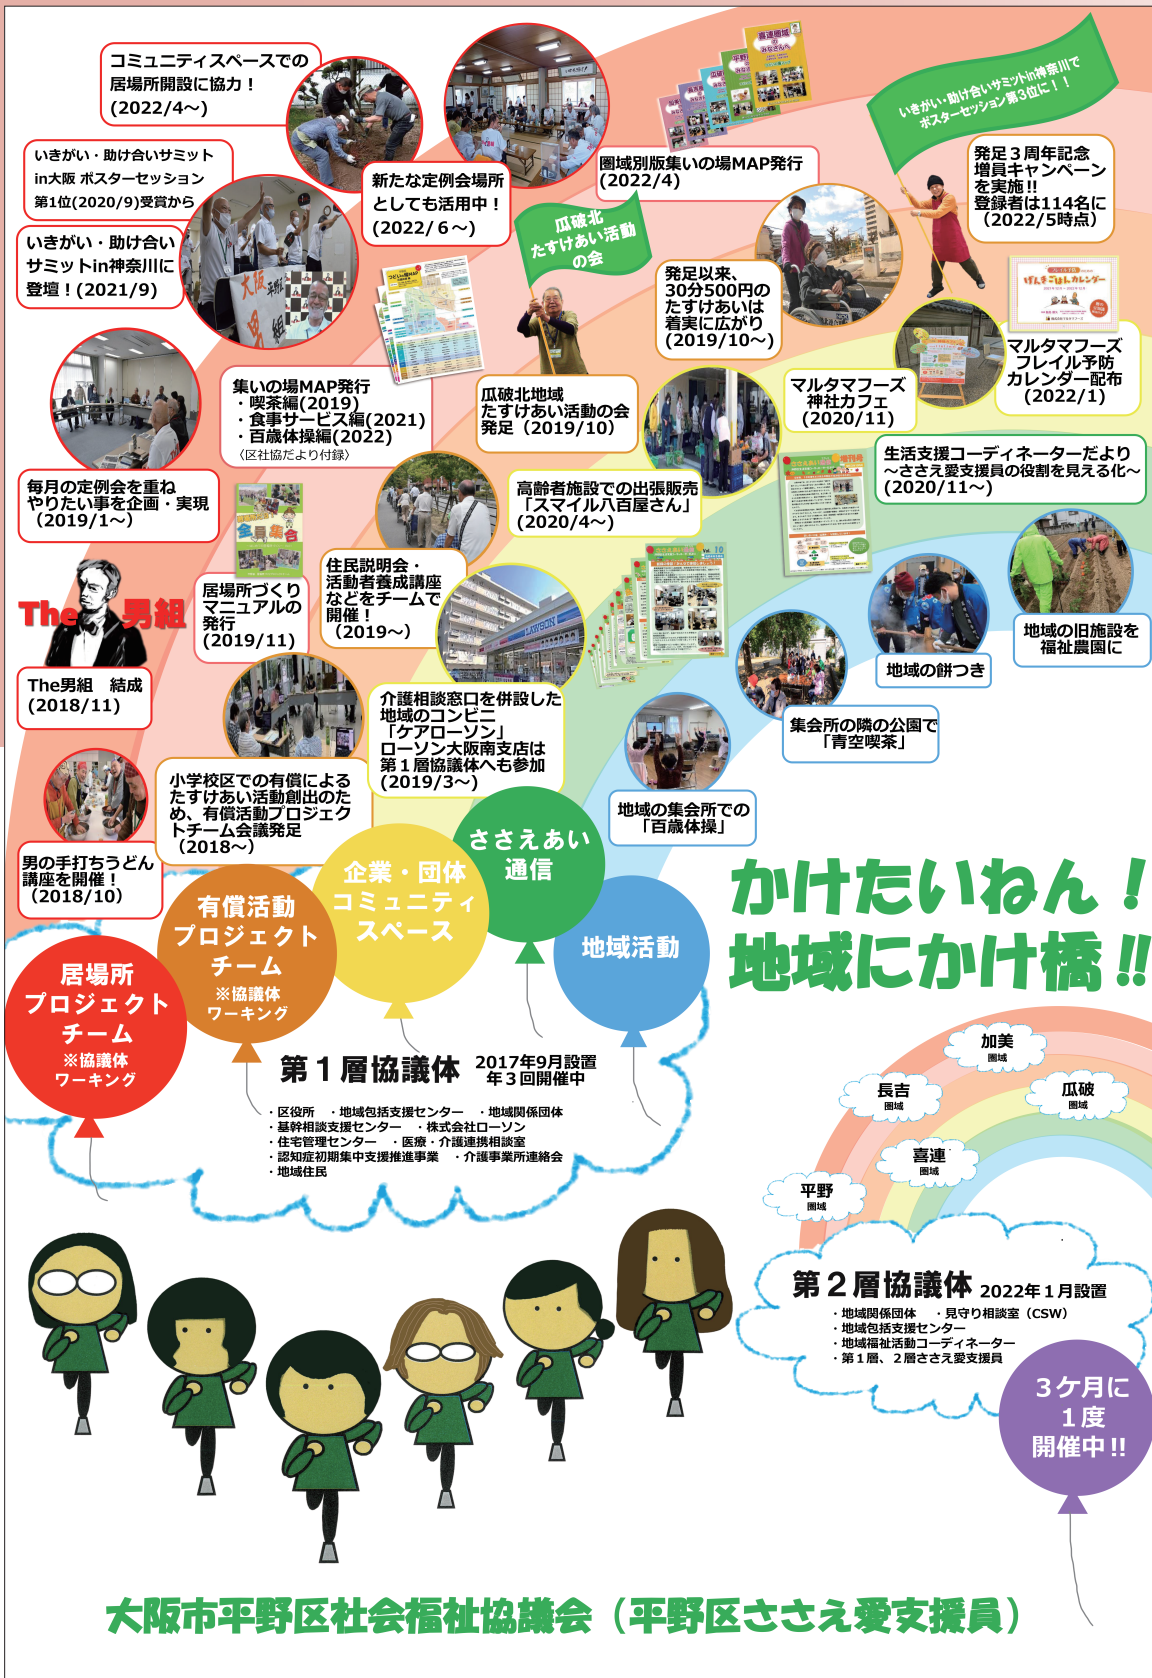 コミュニティスペースでの
居場所開設に協力！
(2022/4～)
いきがい・助け合いサミット
in大阪 ポスターセッション
第1位(2020/9)受賞から
いきがい・助け合い
サミットin神奈川に
登壇！(2021/9)
新たな定例会場所
としても活用中！
(2022/６～)
圏域別版集いの場MAP発行
(2022/4)
いきがい・助け合いサミットin神奈川で
ポスターセッション第３位に！！
発足３周年記念
増員キャンペーン
を実施!!
登録者は114名に
（2022/5時点）
瓜破北
たすけあい活動
の会
発足以来、
30分500円の
たすけあいは
着実に広がり
(2019/10～)
げんきごはんカレンダー
マルタマフーズ
フレイル予防
カレンダー配布
(2022/1)
マルタマフーズ
神社カフェ
(2020/11)
集いの場MAP発行
・喫茶編(2019)
・食事サービス編(2021)
・百歳体操編(2022)
〈区社協だより付録〉
瓜破北地域
たすけあい活動の会
発足（2019/10）
毎月の定例会を重ね
やりたい事を企画・実現
（2019/1～）
高齢者施設での出張販売
「スマイル八百屋さん」
(2020/4～)
生活支援コーディネーターだより
～ささえ愛支援員の役割を見える化～
(2020/11～)
全員集合
The男組
大阪
平野
男組
居場所づくり
マニュアルの
発行
(2019/11)
住民説明会・
活動者養成講座
などをチームで
開催！
（2019～）
LAWSON
Vol. 10
地域の旧施設を
福祉農園に
地域の餅つき
The男組　結成
(2018/11)
介護相談窓口を併設した
地域のコンビニ
「ケアローソン」
ローソン大阪南支店は
第１層協議体へも参加
(2019/3～)
集会所の隣の公園で
「青空喫茶」
小学校区での有償による
たすけあい活動創出のた
め、有償活動プロジェク
トチーム会議発足
（2018～）
地域の集会所での
「百歳体操」
男の手打ちうどん
講座を開催！
（2018/10）
居場所
プロジェクト
チーム
※協議体
ワーキング
有償活動
プロジェクト
チーム
※協議体
ワーキング
企業・団体
コミュニティ
スペース
ささえあい
通信
地域活動
かけたいねん！
地域にかけ橋!!
第１層協議体
2017年9月設置
年３回開催中
・区役所　・地域包括支援センター　・地域関係団体
・基幹相談支援センター　・株式会社ローソン
・住宅管理センター　・医療・介護連携相談室
・認知症初期集中支援推進事業　・介護事業所連絡会
・地域住民
加美
圏域
長吉
圏域
瓜破
圏域
喜連
圏域
平野
圏域
第２層協議体 2022年１月設置
・地域関係団体　・見守り相談室（CSW）
・地域包括支援センター
・地域福祉活動コーディネーター
・第１層、２層ささえ愛支援員
３ケ月に
１度
開催中!!
大阪市平野区社会福祉協議会（平野区ささえ愛支援員）